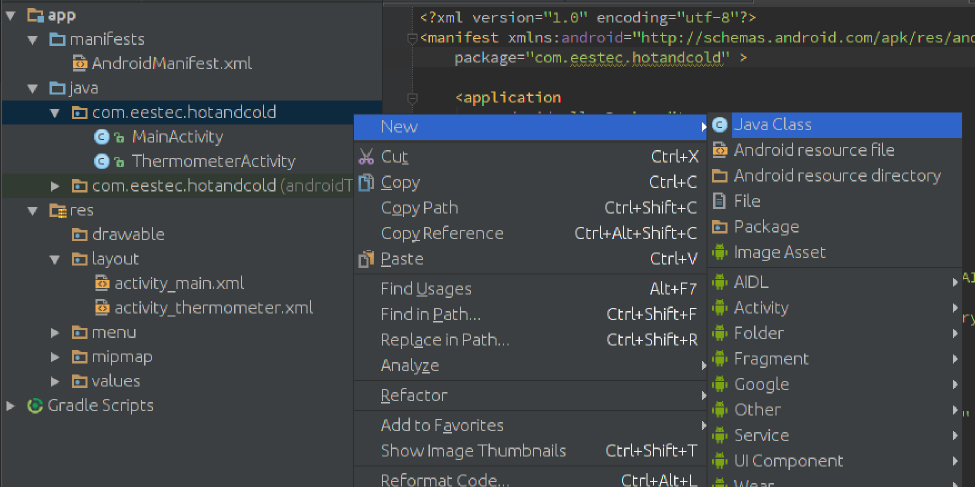 app
manifests
AndroidManifest.xml
java
com.eestec.hotandcold
MainActivity
ThermometerActivity
com.eestec.hotandcold (androidT
res
drawable
layout
activity_main.xml
activity_thermometer.xml
menu
mipmap
values
Gradle Scripts
<?xml version="1.0" encoding="utf-8"?>
<manifest xmlns:android="http://schemas.android.com/apk/res/and
package="com.eestec.hotandcold" >
<application
New
Cut Ctrl+X
Copy Ctrl+C
Copy Path Ctrl+Shift+C
Copy Reference Ctrl+Alt+Shift+C
Paste Ctrl+V
Find Usages Alt+F7
Find in Path... Ctrl+Shift+F
Replace in Path... Ctrl+Shift+R
Analyze
Refactor
Add to Favorites
Show Image Thumbnails Ctrl+Shift+T
Reformat Code... Ctrl+Alt+L
Java Class
Android resource file
Android resource directory
File
Package
Image Asset
AIDL
Activity
Folder
Fragment
Google
Other
Service
UI Component
Wear